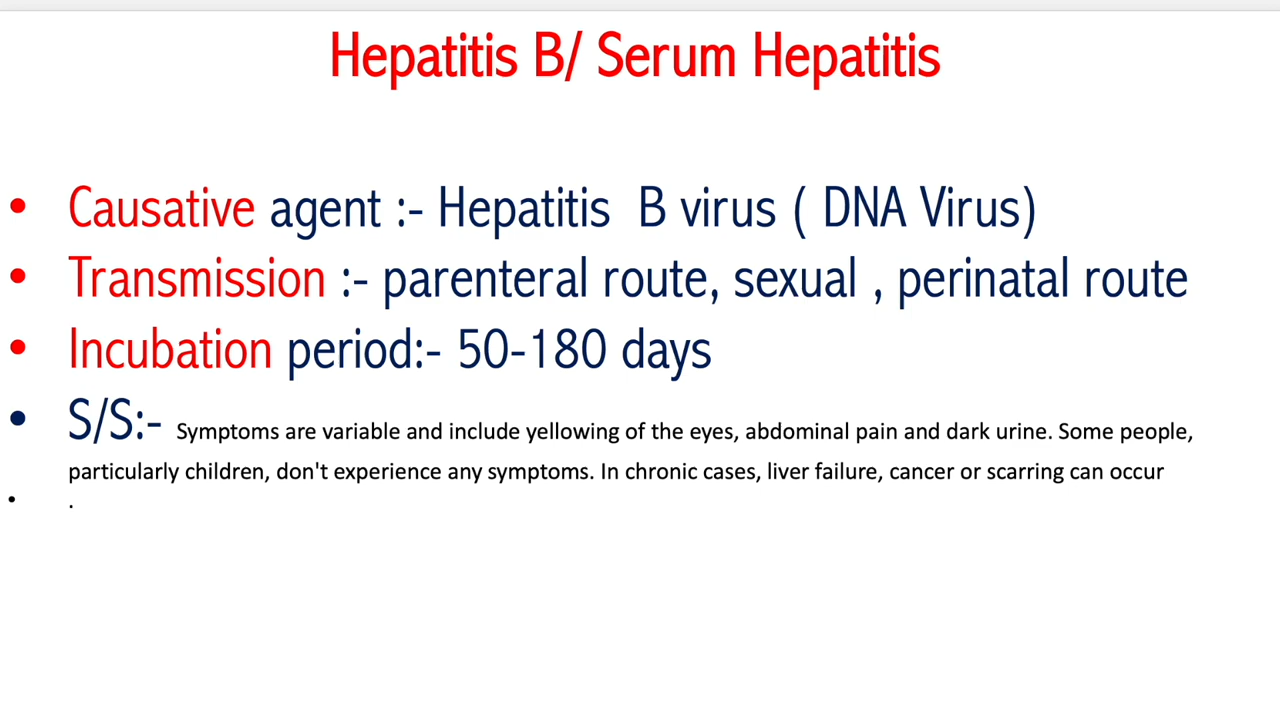 Hepatitis B/ Serum Hepatitis
• Causative agent :- Hepatitis B virus ( DNA Virus)
• Transmission :- parenteral route, sexual , perinatal route
• Incubation period:- 50-180 days
• S/S:- Symptoms are variable and include yellowing of the eyes, abdominal pain and dark urine. Some people,
particularly children, don't experience any symptoms. In chronic cases, liver failure, cancer or scarring can occur
• .